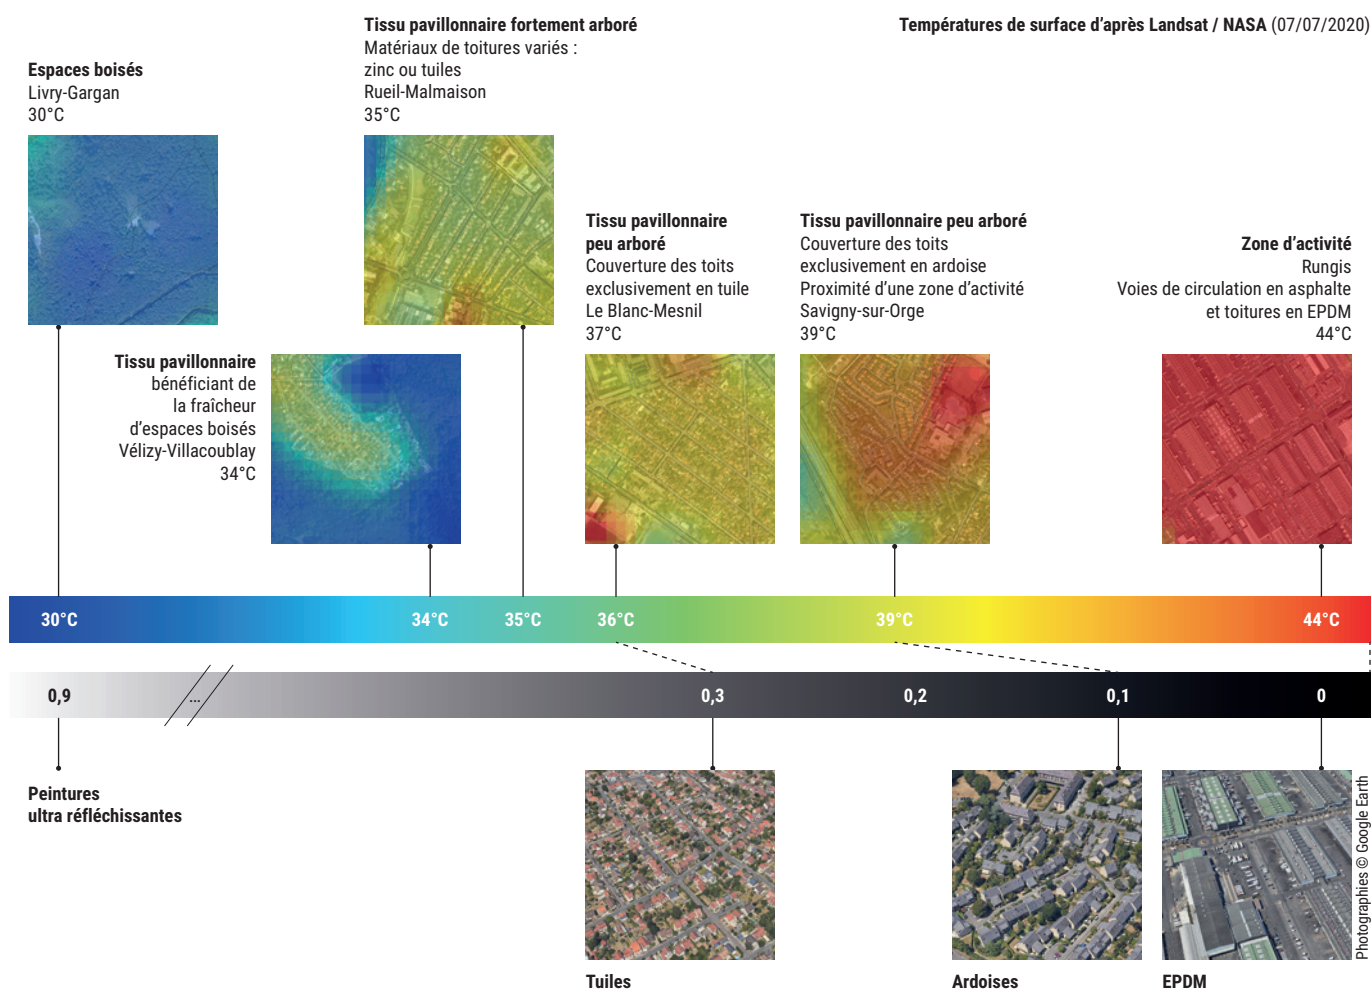 Températures de surface d'après Landsat / NASA (07/07/2020)
Espaces boisés
Livry-Gargan
30°C
Tissu pavillonnaire fortement arboré
Matériaux de toitures variés :
zinc ou tuiles
Rueil-Malmaison
35°C
Tissu pavillonnaire
bénéficiant de
la fraîcheur
d'espaces boisés
Vélizy-Villacoublay
34°C
Tissu pavillonnaire
peu arboré
Couverture des toits
exclusivement en tuile
Le Blanc-Mesnil
37°C
Tissu pavillonnaire peu arboré
Couverture des toits
exclusivement en ardoise
Proximité d'une zone d'activité
Savigny-sur-Orge
39°C
Zone d'activité
Rungis
Voies de circulation en asphalte
et toitures en EPDM
44°C
30°C 34°C 35°C 36°C 39°C 44°C
0,9 ... 0,3 0,2 0,1 0
Peintures
ultra réfléchissantes
Tuiles
Ardoises
EPDM
Photographies © Google Earth